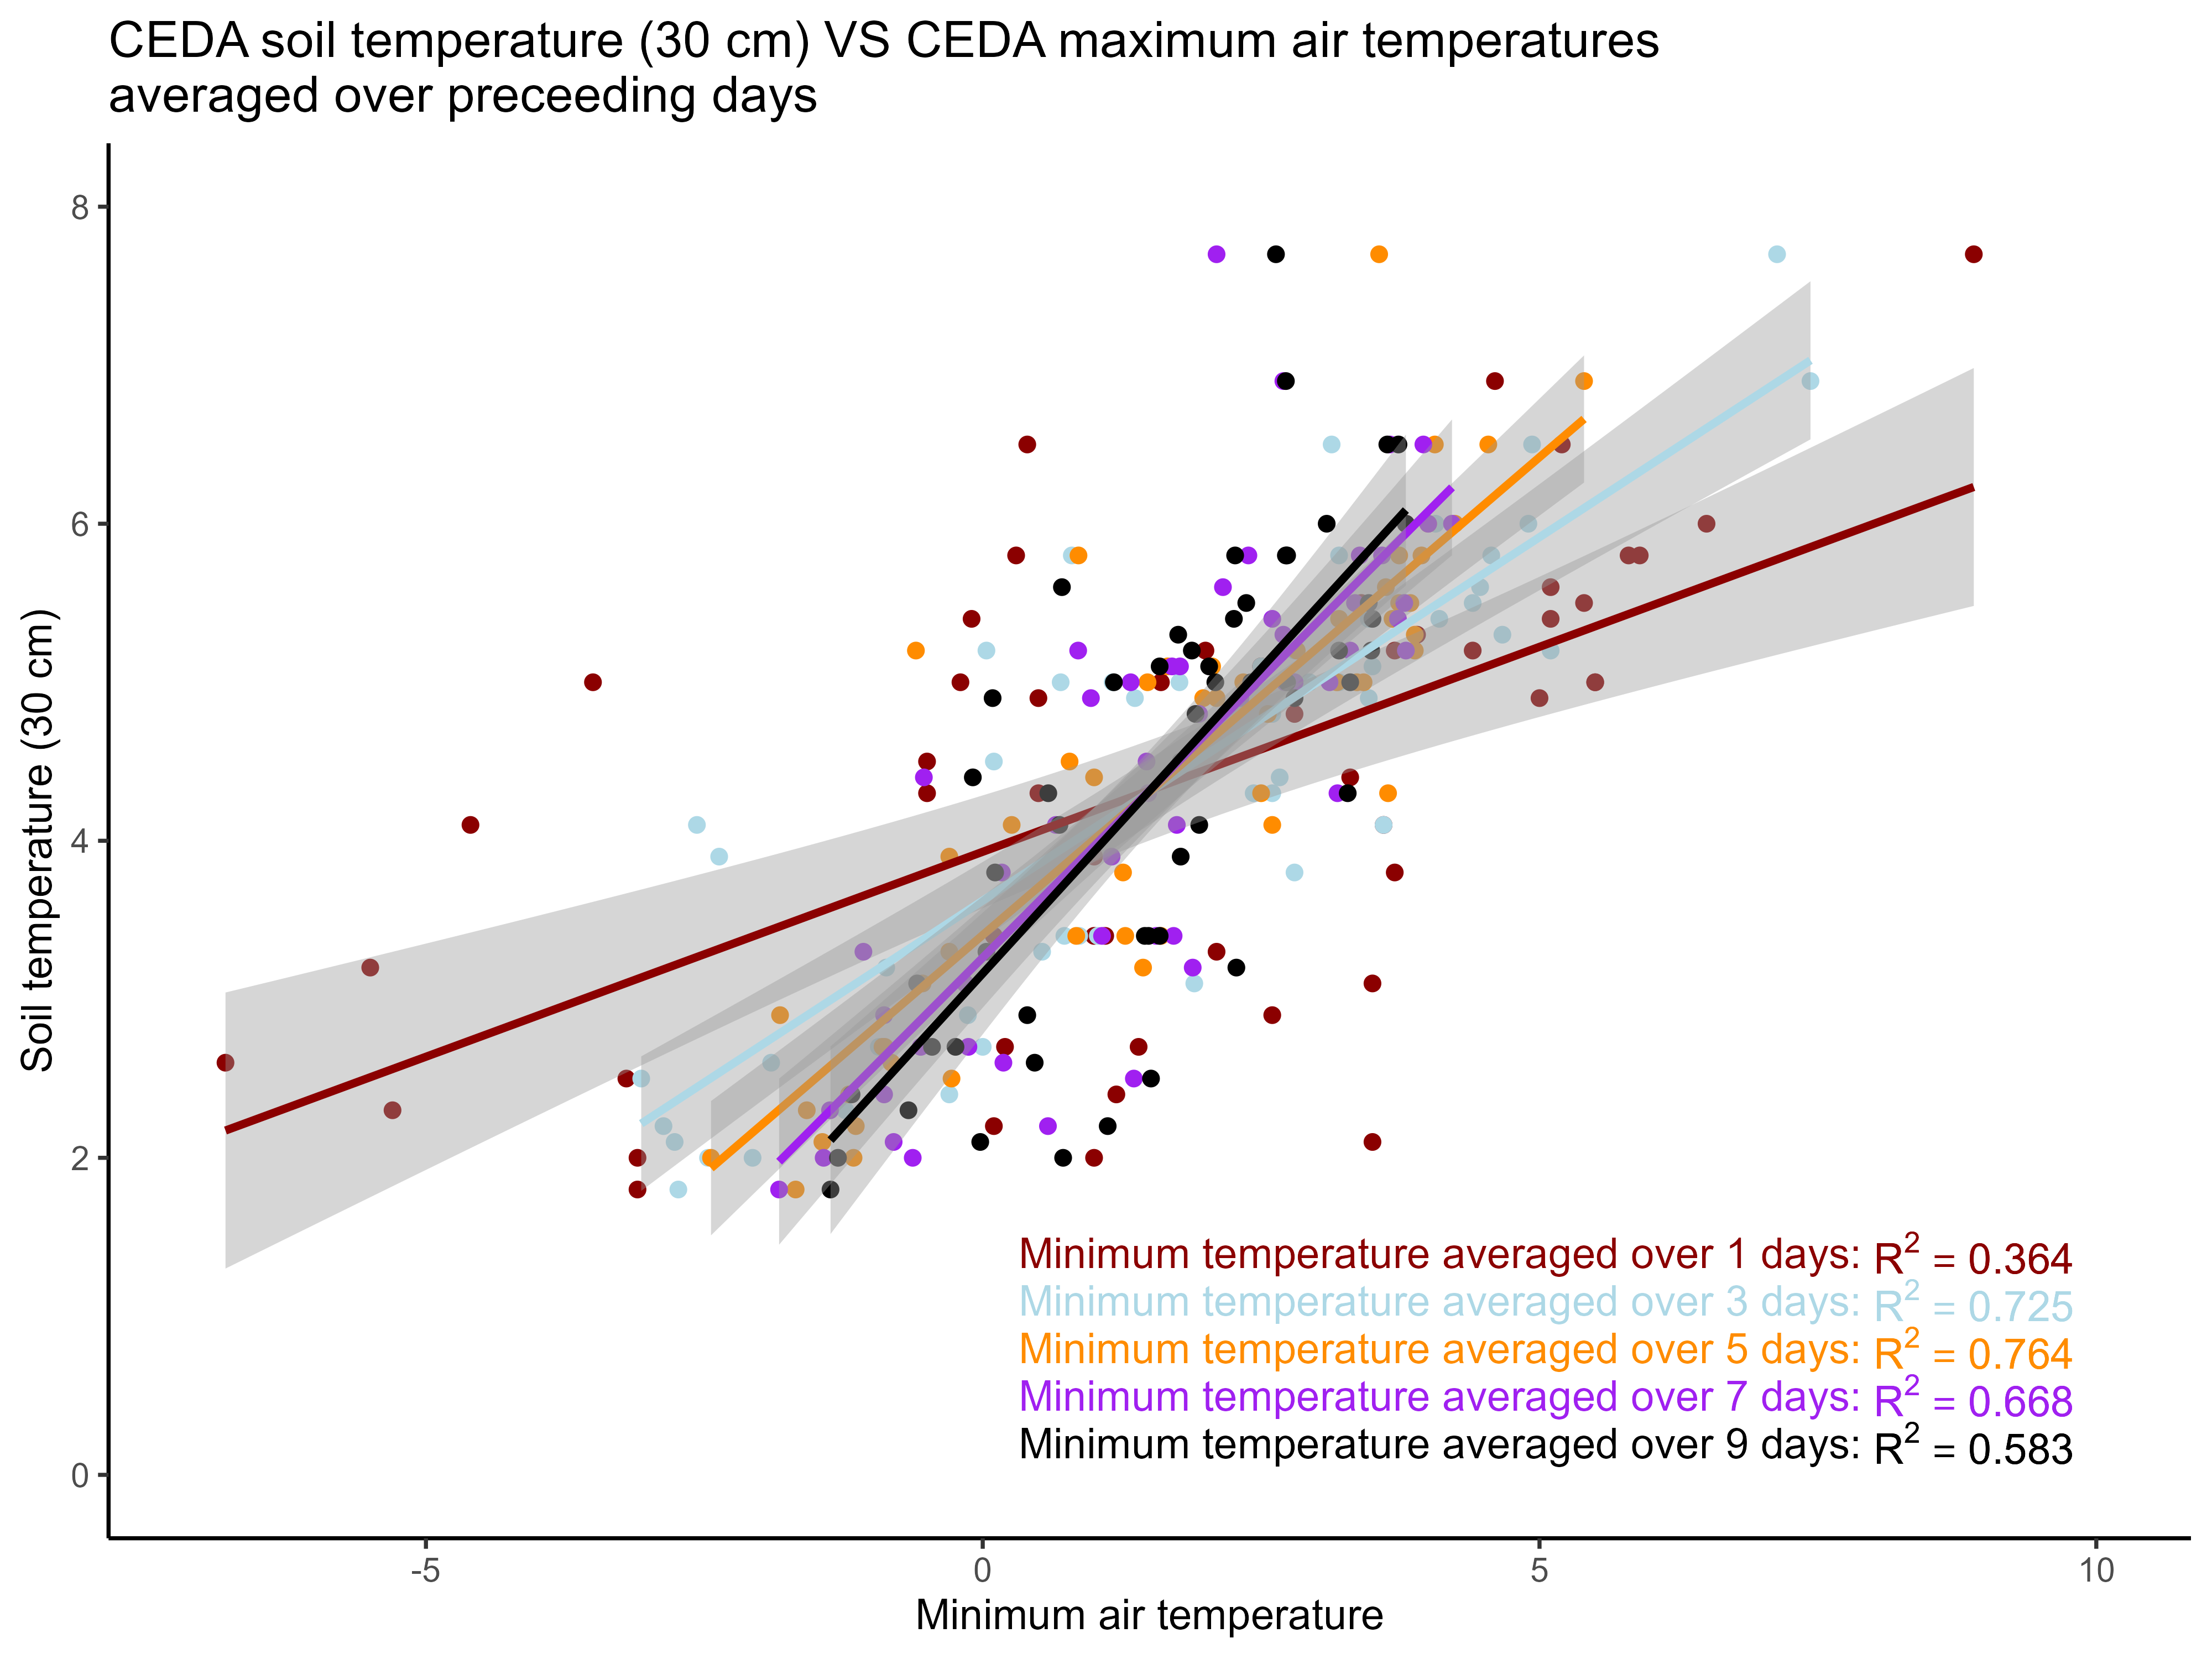 CEDA soil temperature (30 cm) VS CEDA maximum air temperatures
averaged over preceeding days
Soil temperature (30 cm)
8
6
4
2
0
Minimum temperature averaged over 1 days: R² = 0.364
Minimum temperature averaged over 3 days: R² = 0.725
Minimum temperature averaged over 5 days: R² = 0.764
Minimum temperature averaged over 7 days: R² = 0.668
Minimum temperature averaged over 9 days: R² = 0.583
-5 0 5 10
Minimum air temperature